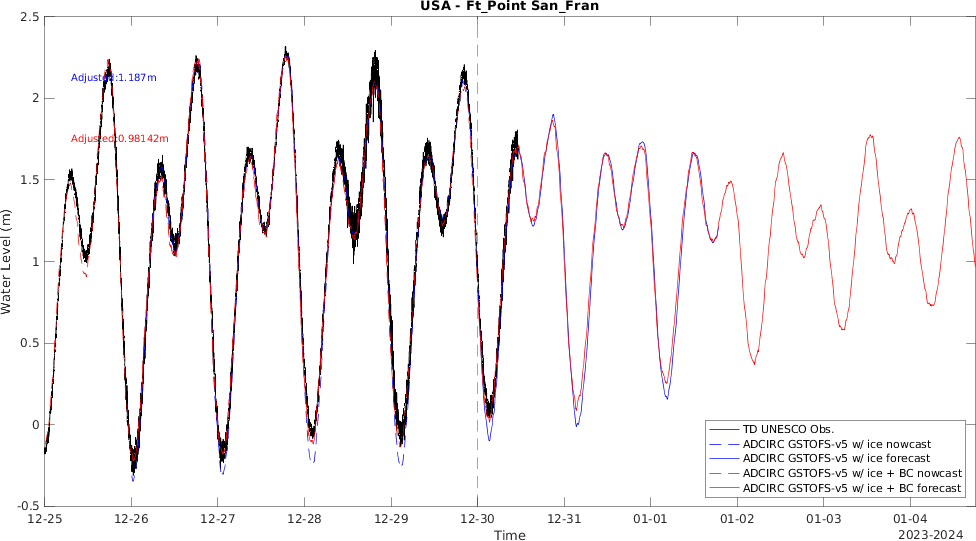 USA - Ft_Point San_Fran
2.5
2
1.5
1
0.5
0
-0.5
Water Level (m)
Adjusted:1.187m
Adjusted:0.98142m
TD UNESCO Obs.
ADCIRC GSTOFS-v5 w/ ice nowcast
ADCIRC GSTOFS-v5 w/ ice forecast
ADCIRC GSTOFS-v5 w/ ice + BC nowcast
ADCIRC GSTOFS-v5 w/ ice + BC forecast
12-25 12-26 12-27 12-28 12-29 12-30 12-31 01-01 01-02 01-03 01-04
Time
2023-2024